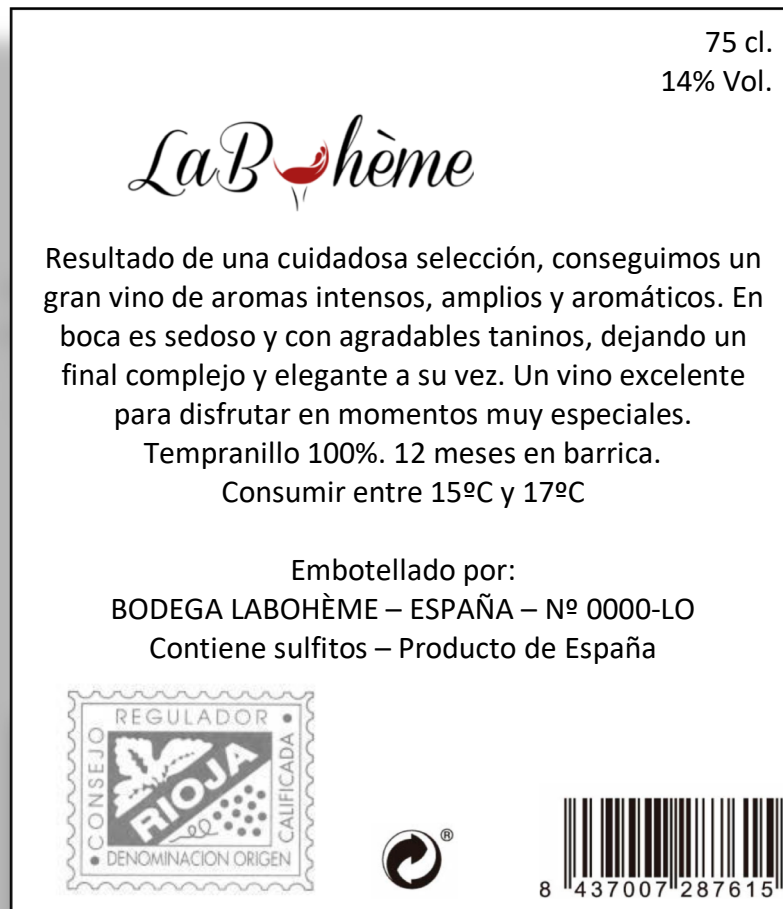 75 cl.
14% Vol.
LaBohème
Resultado de una cuidadosa selección, conseguimos un
gran vino de aromas intensos, amplios y aromáticos. En
boca es sedoso y con agradables taninos, dejando un
final complejo y elegante a su vez. Un vino excelente
para disfrutar en momentos muy especiales.
Tempranillo 100%. 12 meses en barrica.
Consumir entre 15ºC y 17ºC
Embotellado por:
BODEGA LABOHÈME – ESPAÑA – Nº 0000-LO
Contiene sulfitos – Producto de España
CONSEJO
REGULADOR
CALIFICADA
RIOJA
DENOMINACION ORIGEN
®
8 437007 287615